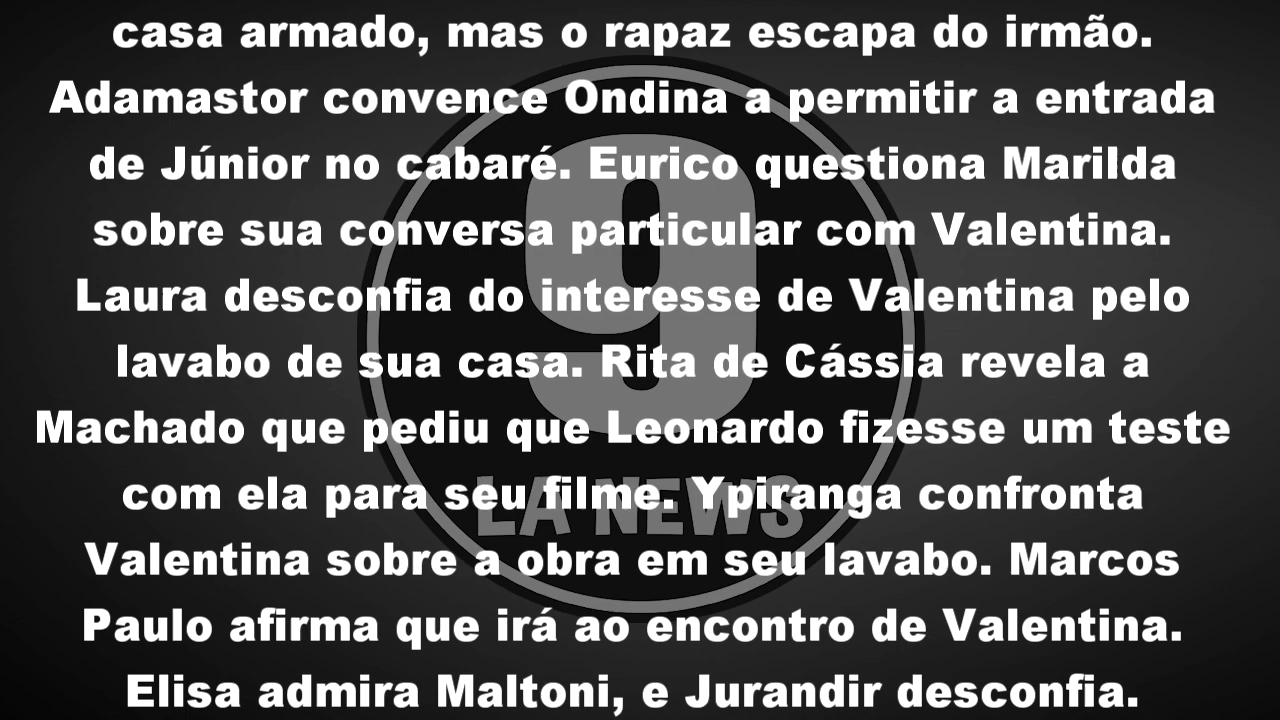 casa armado, mas o rapaz escapa do irmão.
Adamastor convence Ondina a permitir a entrada
de Júnior no cabaré. Eurico questiona Marilda
sobre sua conversa particular com Valentina.
Laura desconfia do interesse de Valentina pelo
lavabo de sua casa. Rita de Cássia revela a
Machado que pediu que Leonardo fizesse um teste
com ela para seu filme. Ypiranga confronta
Valentina sobre a obra em seu lavabo. Marcos
Paulo afirma que irá ao encontro de Valentina.
Elisa admira Maltoni, e Jurandir desconfia.
9
LA NEWS